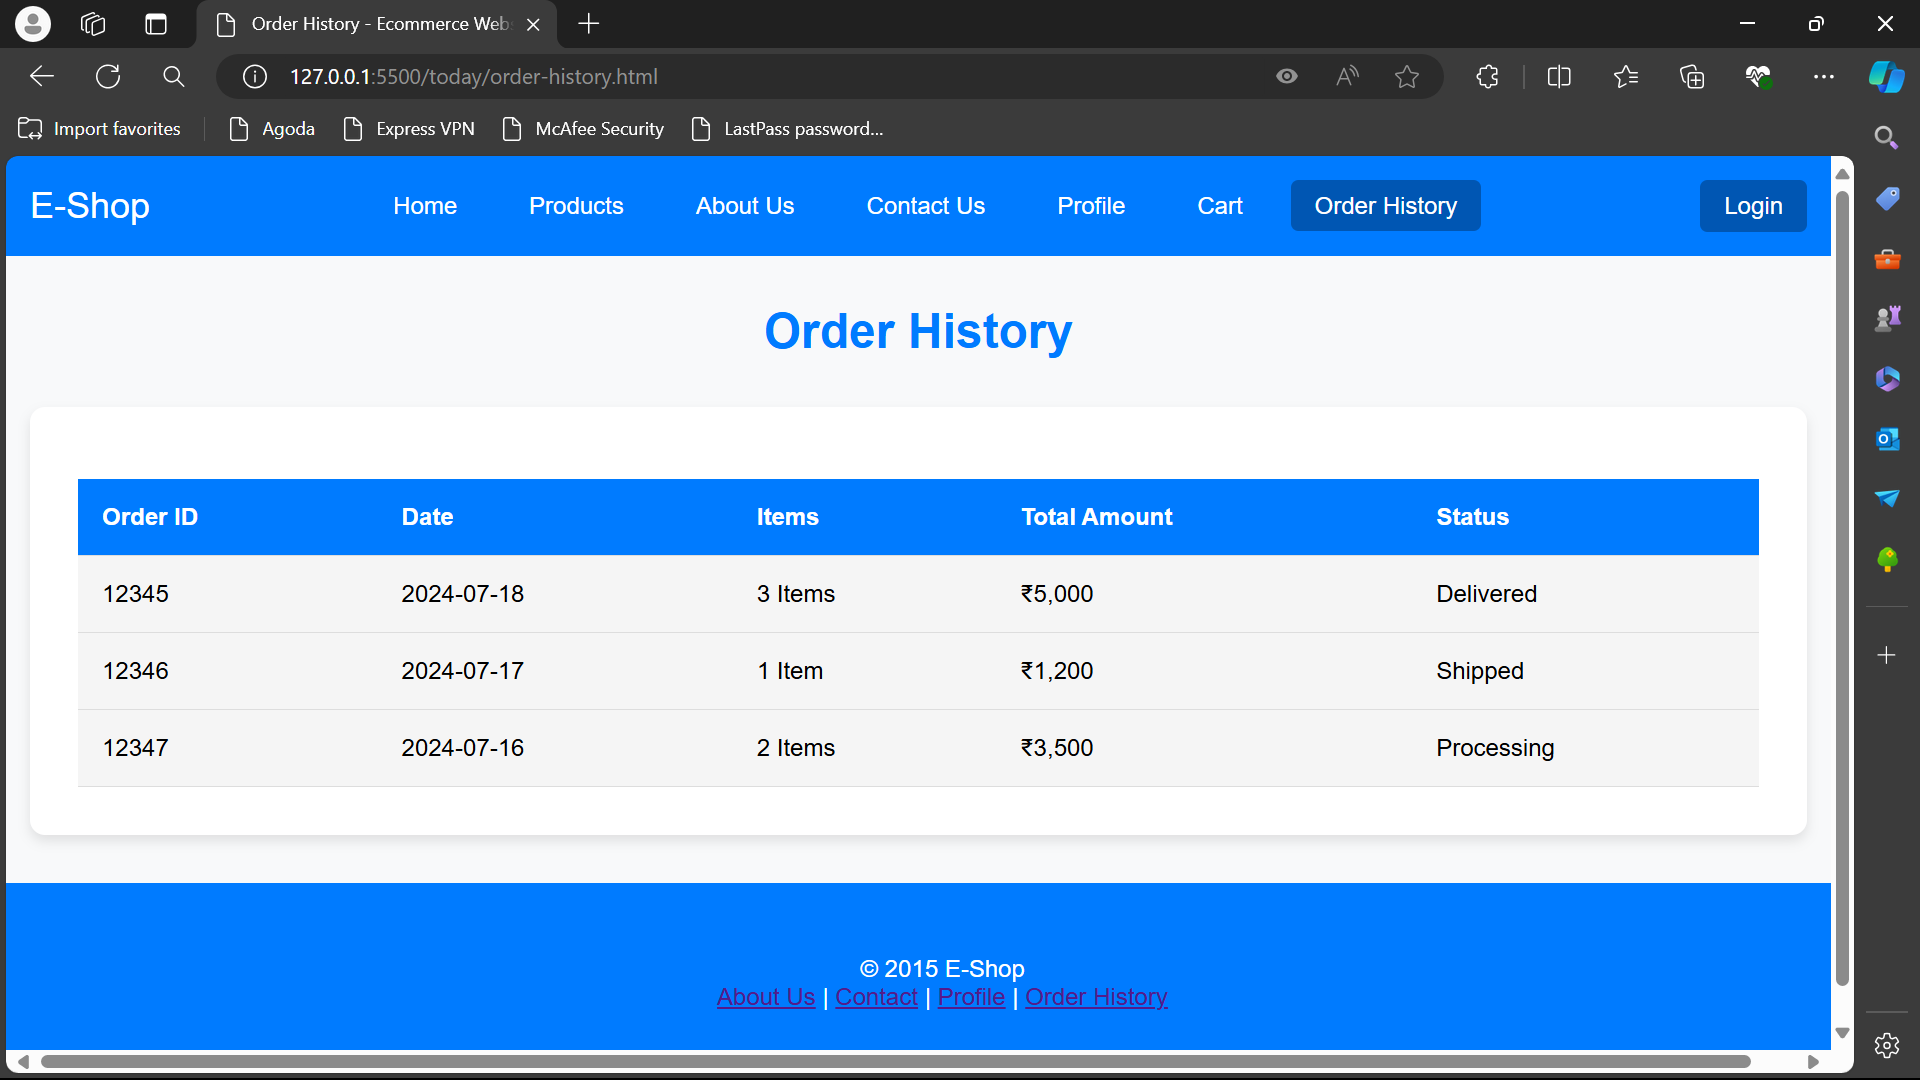 Order History - Ecommerce Web
127.0.0.1:5500/today/order-history.html
Import favorites
Agoda
Express VPN
McAfee Security
LastPass password...
E-Shop
Home
Products
About Us
Contact Us
Profile
Cart
Order History
Login
Order History
Order ID Date Items Total Amount Status
12345 2024-07-18 3 Items ₹5,000 Delivered
12346 2024-07-17 1 Item ₹1,200 Shipped
12347 2024-07-16 2 Items ₹3,500 Processing
© 2015 E-Shop
About Us | Contact | Profile | Order History